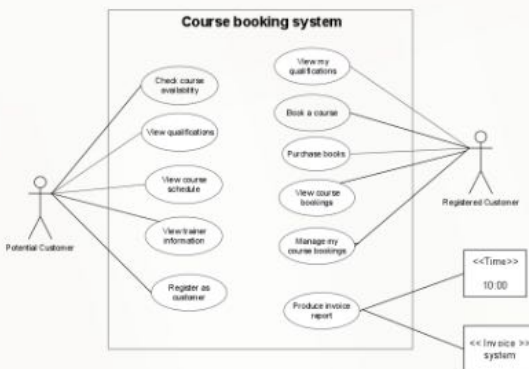 Course booking system
Check course
availability
View qualifications
View course
schedule
View trainer
information
Register as
customer
Potential Customer
View my
qualifications
Book a course
Purchase books
View course
bookings
Manage my
course bookings
Produce invoice
report
Registered Customer
<<Time>>
10:00
<< Invoice >>
system